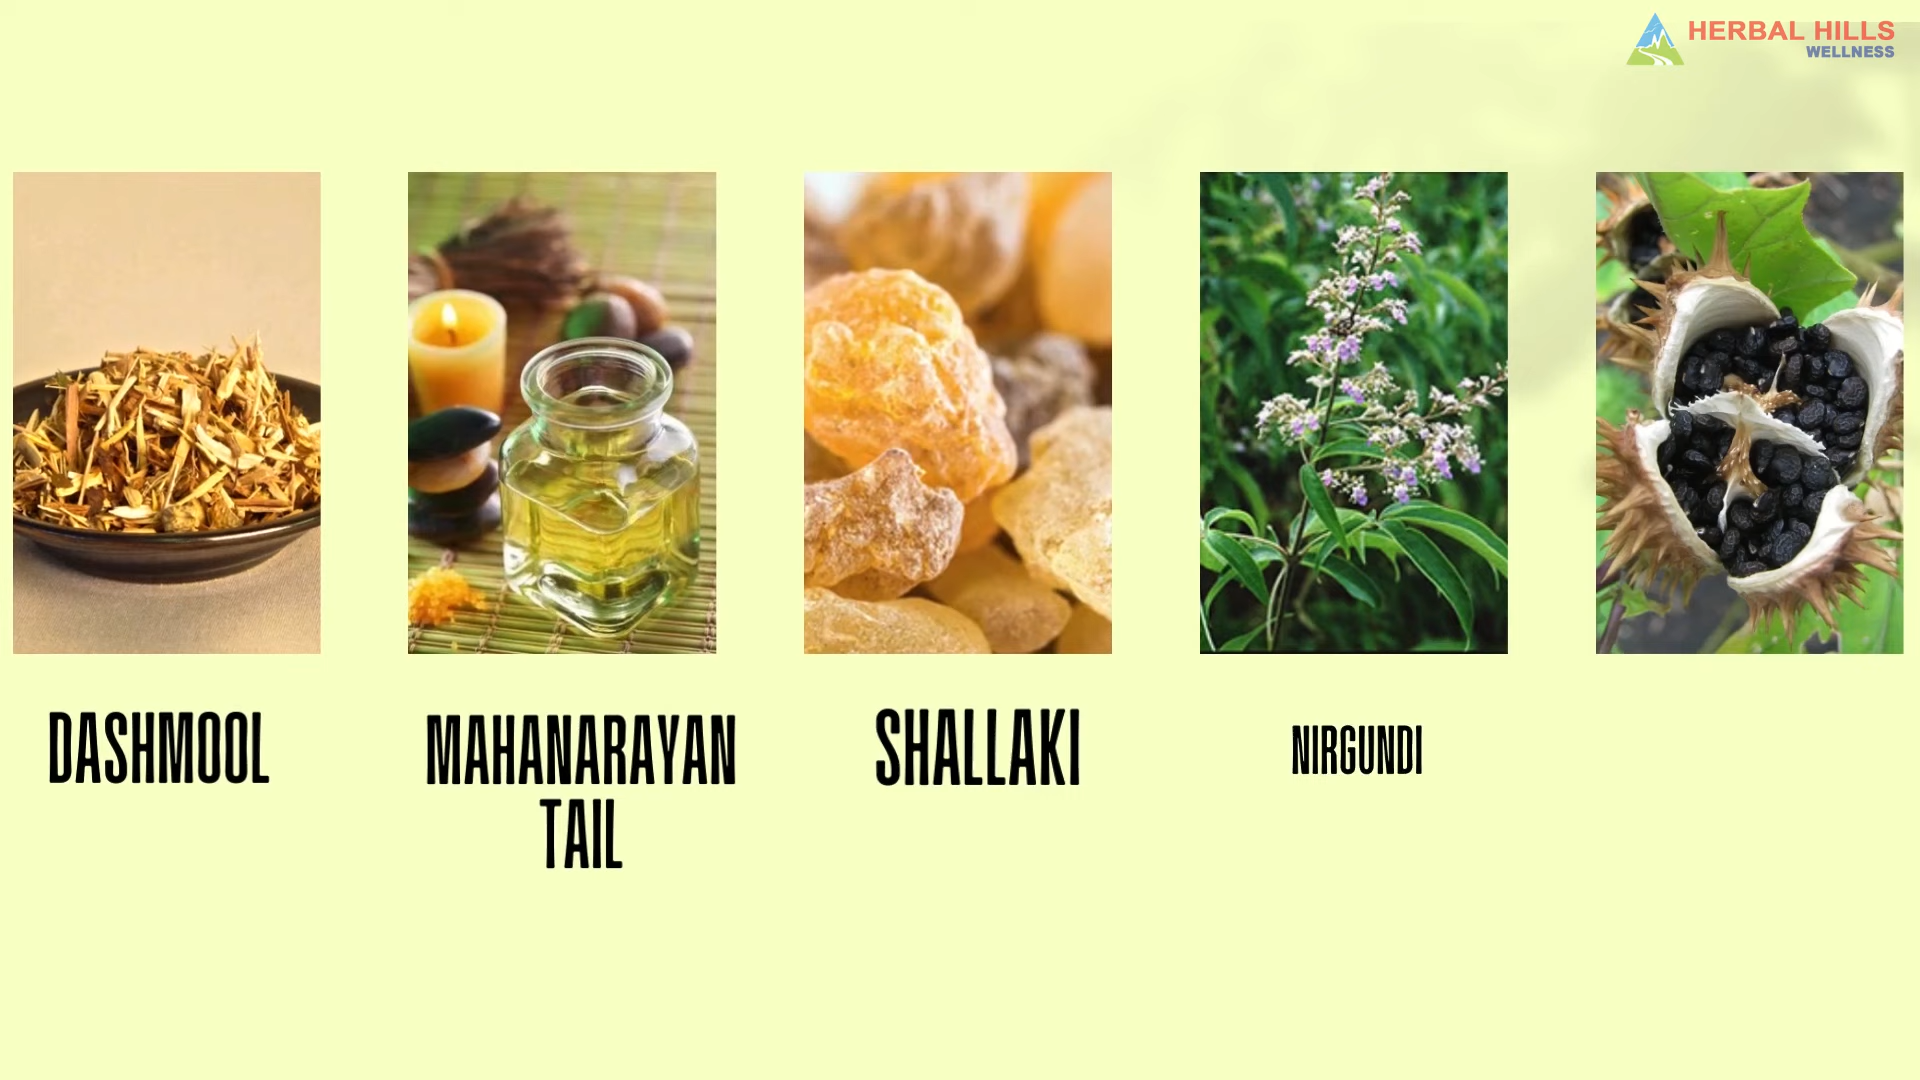 HERBAL HILLS
WELLNESS
DASHMOOL
MAHANARAYAN
TAIL
SHALLAKI
NIRGUNDI